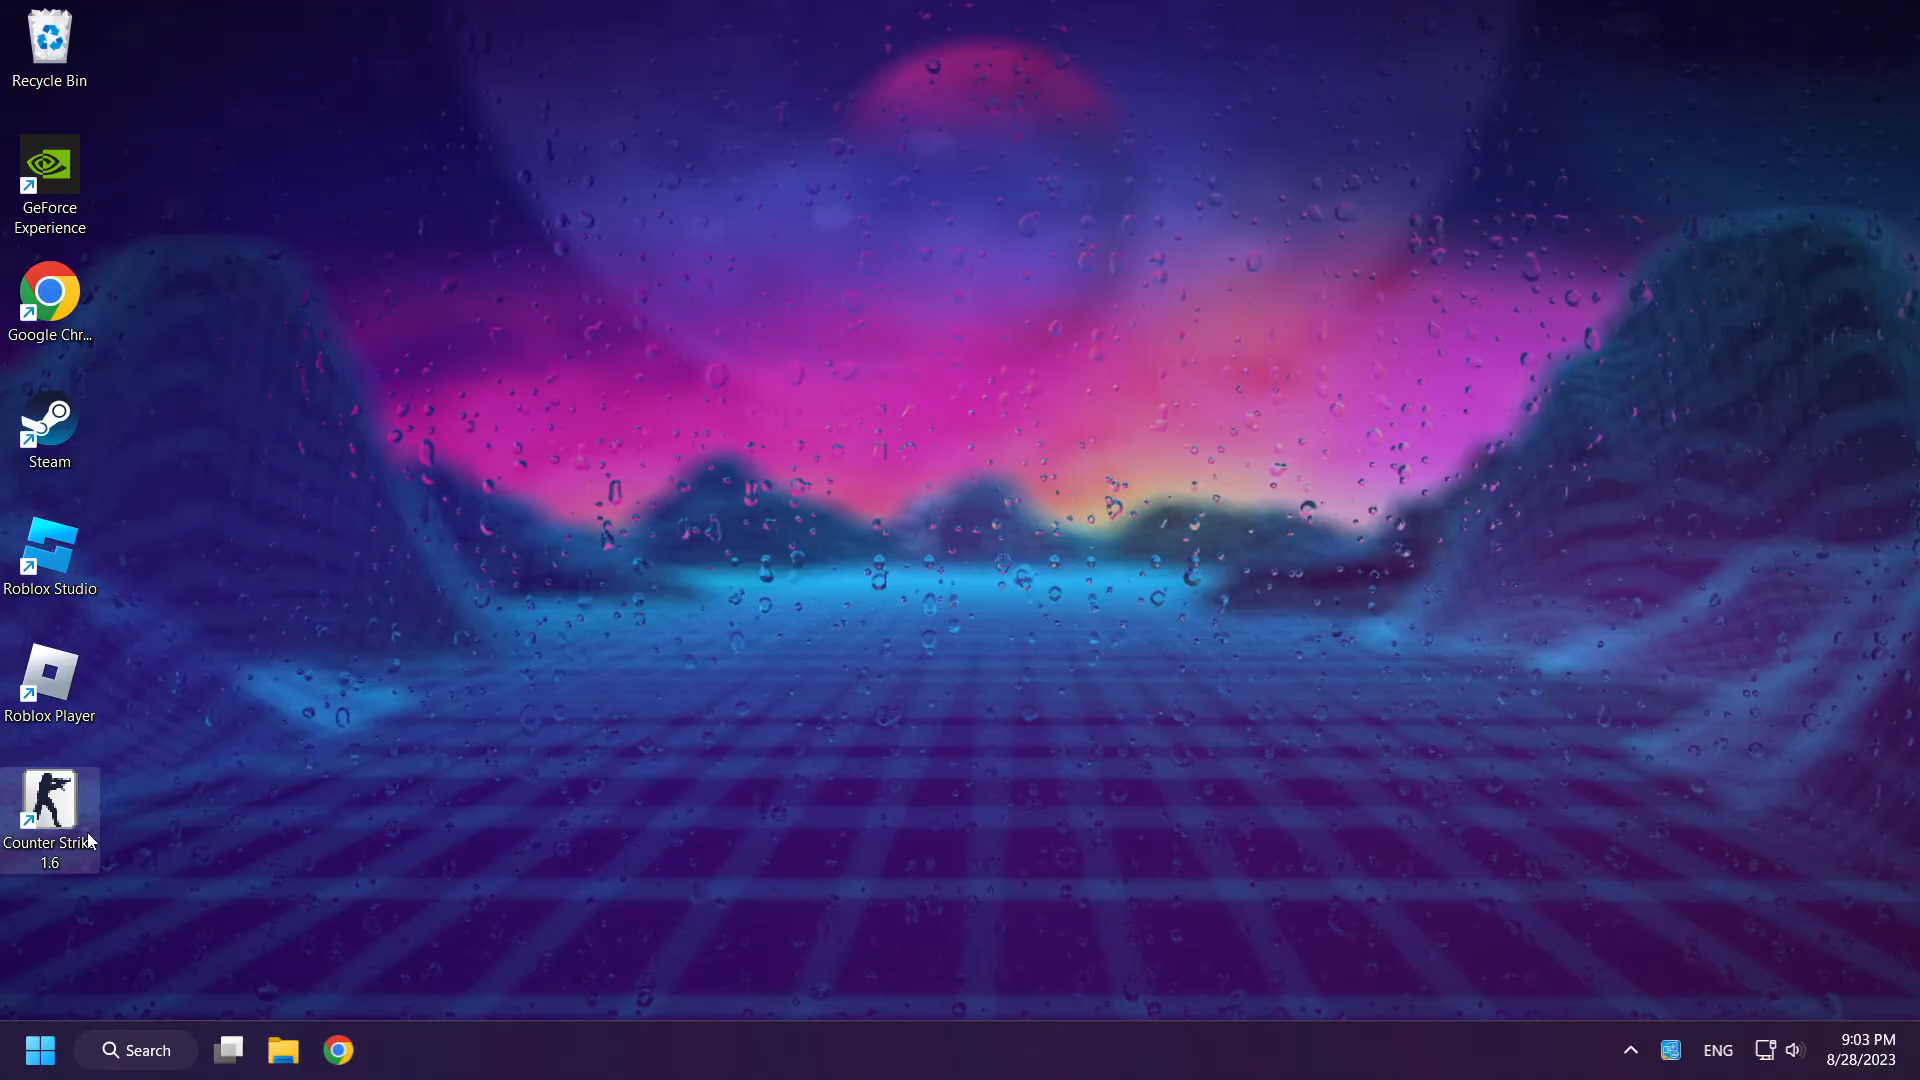 Recycle Bin
GeForce
Experience
Google Chr...
Steam
Roblox Studio
Roblox Player
Counter Strik
1.6
Search
ENG
9:03 PM
8/28/2023